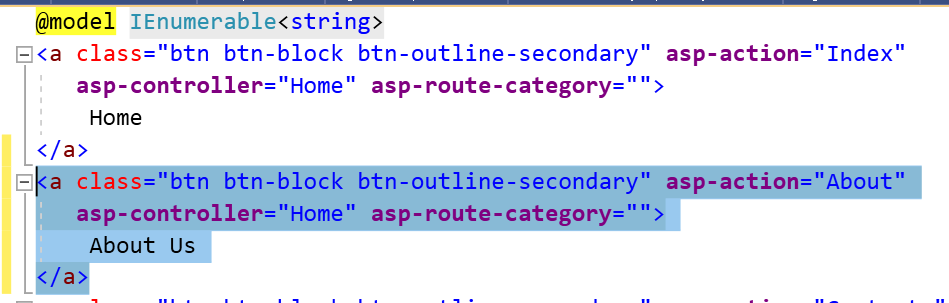 @model IEnumerable<string>
<a class="btn btn-block btn-outline-secondary" asp-action="Index"
asp-controller="Home" asp-route-category="">
Home
</a>
<a class="btn btn-block btn-outline-secondary" asp-action="About"
asp-controller="Home" asp-route-category="">
About Us
</a>